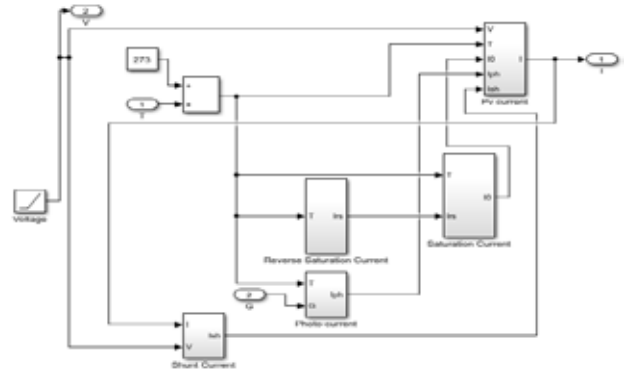 2
V
273
+
+
1
T
V
T
I0
Iph
Ish
I
Pv current
1
I
Voltage
T
Irs
Reverse Saturation Current
T
Irs
I0
Saturation Current
2
G
T
G
Iph
Photo current
I
V
Ish
Shunt Current